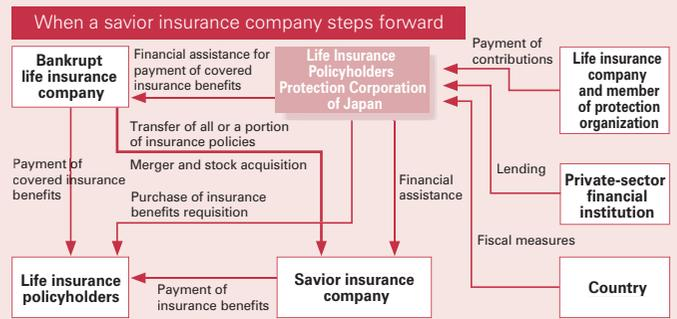 When a savior insurance company steps forward
Bankrupt
life insurance
company
Financial assistance for
payment of covered
insurance benefits
Life Insurance
Policyholders
Protection Corporation
of Japan
Payment of
contributions
Life insurance
company
and member
of protection
organization
Transfer of all or a portion
of insurance policies
Merger and stock acquisition
Payment of
covered insurance
benefits
Purchase of insurance
benefits requisition
Financial
assistance
Lending
Private-sector
financial
institution
Fiscal measures
Life insurance
policyholders
Payment of
insurance benefits
Savior insurance
company
Country